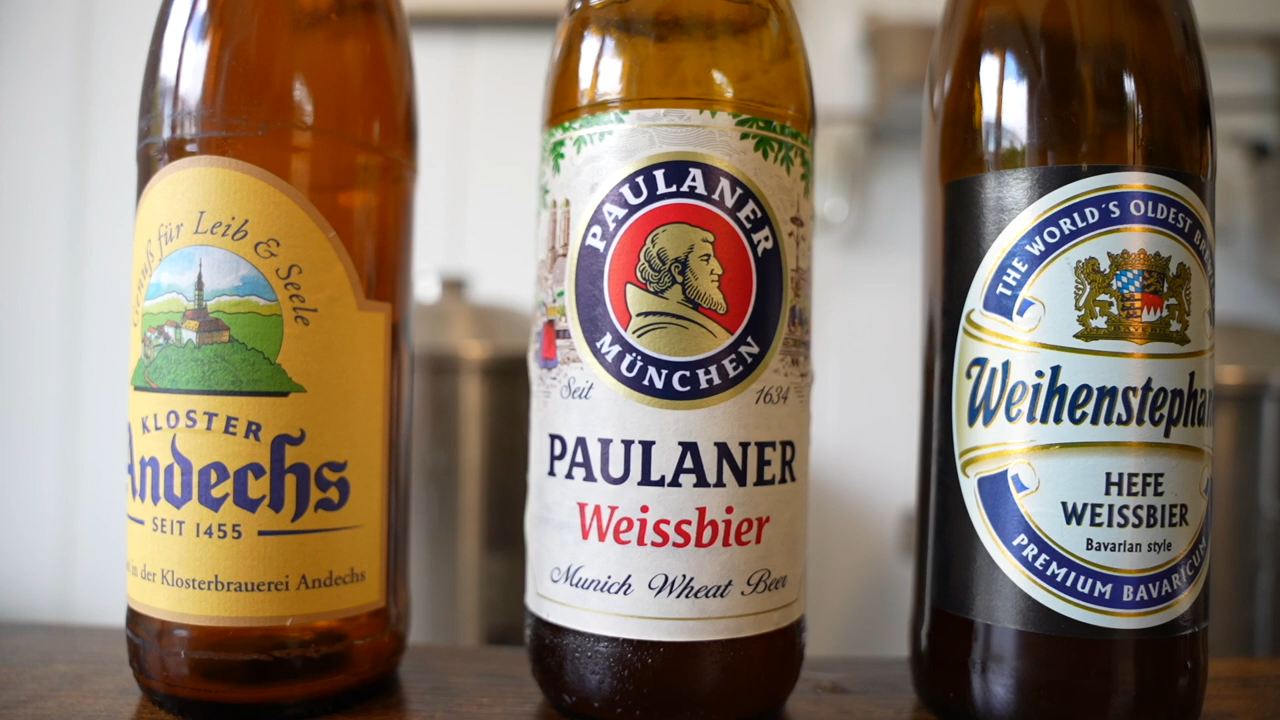 Genuß für Leib & Seele
KLOSTER
Andechs
SEIT 1455
in der Klosterbrauerei Andechs
PAULANER
MÜNCHEN
Seit 1634
PAULANER
Weissbier
Munich Wheat Beer
THE WORLD'S OLDEST
Weihenstephan
HEFE
WEISSBIER
Bavarian style
PREMIUM BAVARICUM